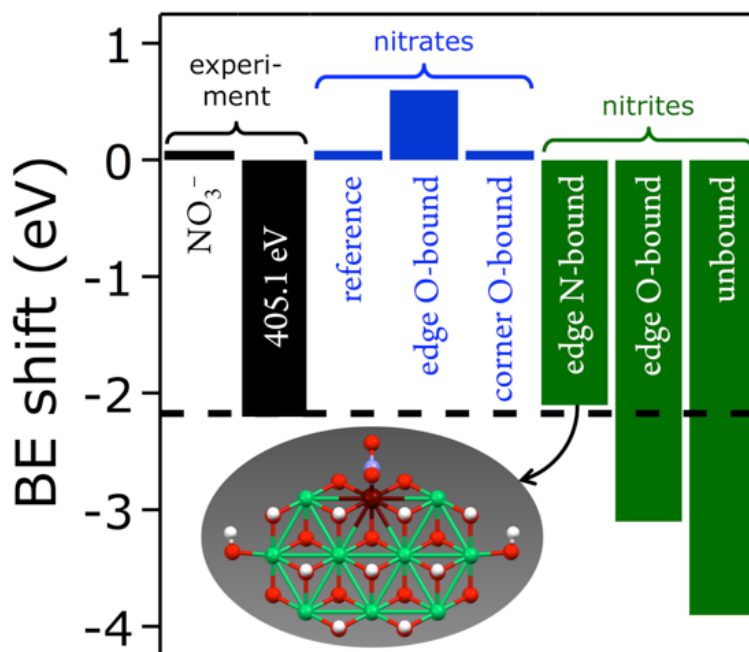 BE shift (eV)
1
0
-1
-2
-3
-4
experi-
ment
nitrates
nitrites
NO₃⁻
405.1 eV
reference
edge O-bound
corner O-bound
edge N-bound
edge O-bound
unbound